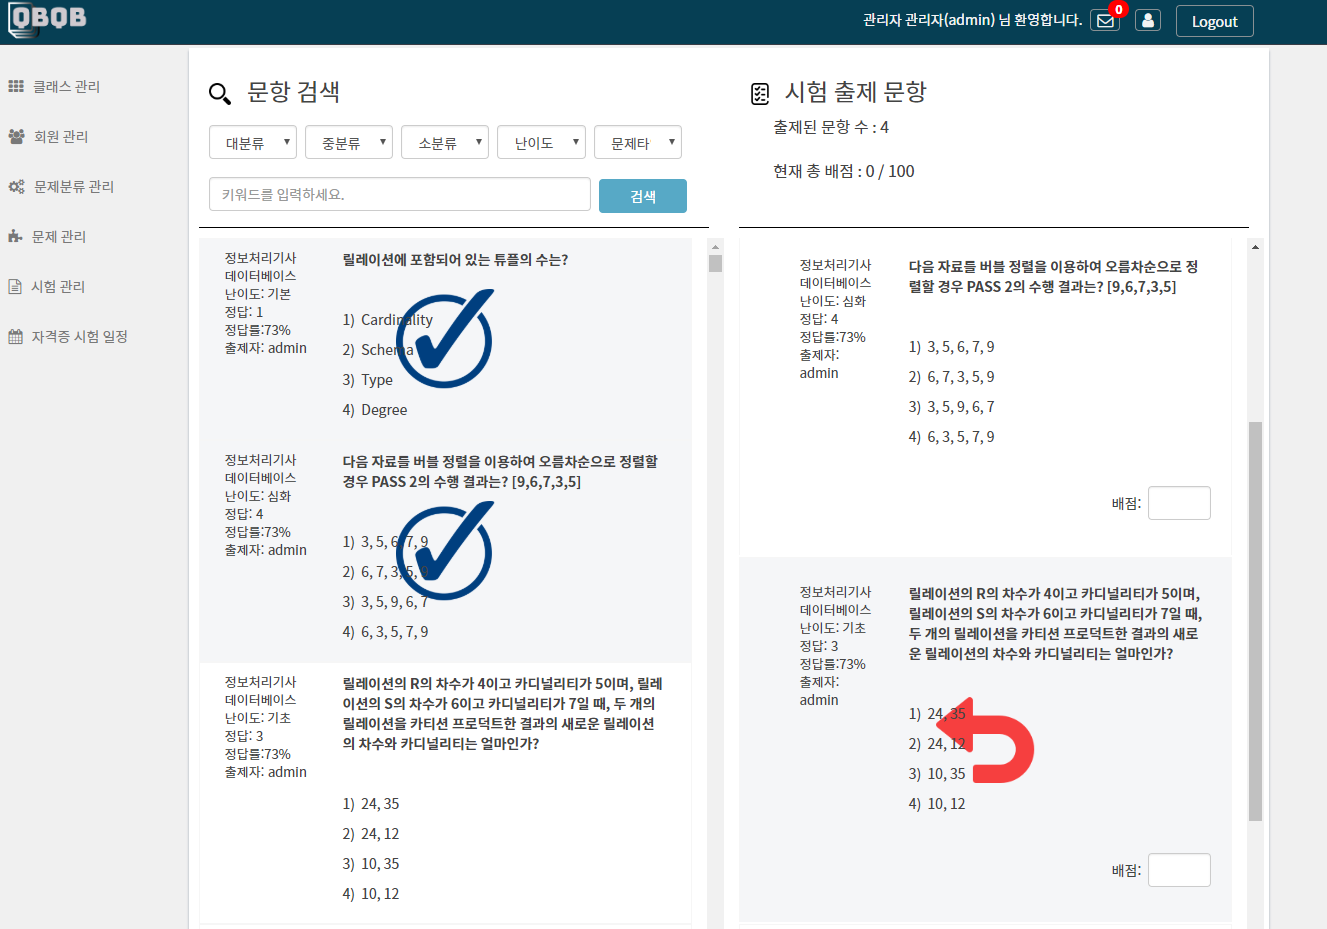 QBQB
관리자 관리자(admin) 님 환영합니다.
0
Logout
클래스 관리
회원 관리
문제분류 관리
문제 관리
시험 관리
자격증 시험 일정
문항 검색
대분류
중분류
소분류
난이도
문제타
키워드를 입력하세요.
검색
정보처리기사
데이터베이스
난이도: 기본
정답: 1
정답률:73%
출제자: admin
릴레이션에 포함되어 있는 튜플의 수는?
1) Cardinality
2) Schema
3) Type
4) Degree
정보처리기사
데이터베이스
난이도: 심화
정답: 4
정답률:73%
출제자: admin
다음 자료를 버블 정렬을 이용하여 오름차순으로 정렬할
경우 PASS 2의 수행 결과는? [9,6,7,3,5]
1) 3, 5, 6, 7, 9
2) 6, 7, 3, 5, 9
3) 3, 5, 9, 6, 7
4) 6, 3, 5, 7, 9
정보처리기사
데이터베이스
난이도: 기초
정답: 3
정답률:73%
출제자: admin
릴레이션의 R의 차수가 4이고 카디널리티가 5이며, 릴레
이션의 S의 차수가 6이고 카디널리티가 7일 때, 두 개의
릴레이션을 카티션 프로덕트한 결과의 새로운 릴레이션
의 차수와 카디널리티는 얼마인가?
1) 24, 35
2) 24, 12
3) 10, 35
4) 10, 12
시험 출제 문항
출제된 문항 수 : 4
현재 총 배점 : 0 / 100
정보처리기사
데이터베이스
난이도: 심화
정답: 4
정답률:73%
출제자:
admin
다음 자료를 버블 정렬을 이용하여 오름차순으로 정
렬할 경우 PASS 2의 수행 결과는? [9,6,7,3,5]
1) 3, 5, 6, 7, 9
2) 6, 7, 3, 5, 9
3) 3, 5, 9, 6, 7
4) 6, 3, 5, 7, 9
배점:
정보처리기사
데이터베이스
난이도: 기초
정답: 3
정답률:73%
출제자:
admin
릴레이션의 R의 차수가 4이고 카디널리티가 5이며,
릴레이션의 S의 차수가 6이고 카디널리티가 7일 때,
두 개의 릴레이션을 카티션 프로덕트한 결과의 새로
운 릴레이션의 차수와 카디널리티는 얼마인가?
1) 24, 35
2) 24, 12
3) 10, 35
4) 10, 12
배점: